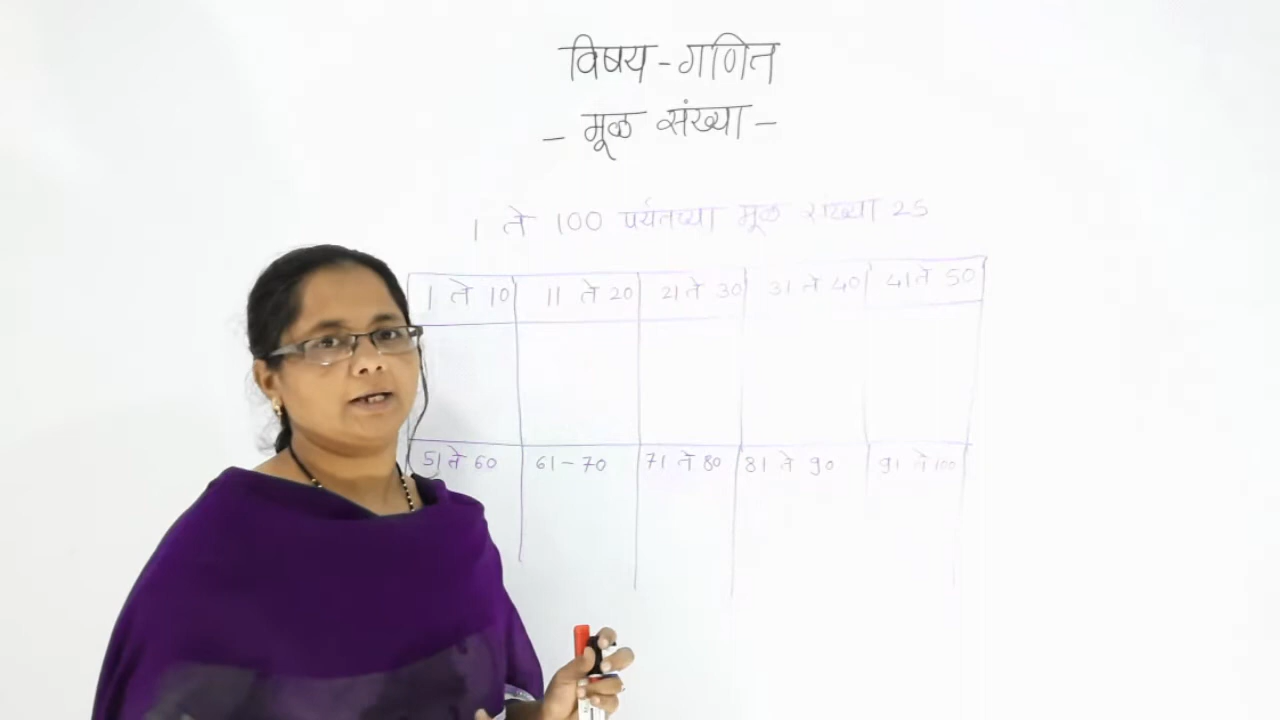 विषय - गणित
- मूळ संख्या -
1 ते 100 पर्यतच्या मूळ संख्या 25
1 ते 10 11 ते 20 21 ते 30 31 ते 40 41 ते 50
51 ते 60 61 - 70 71 ते 80 81 ते 90 91 ते 100